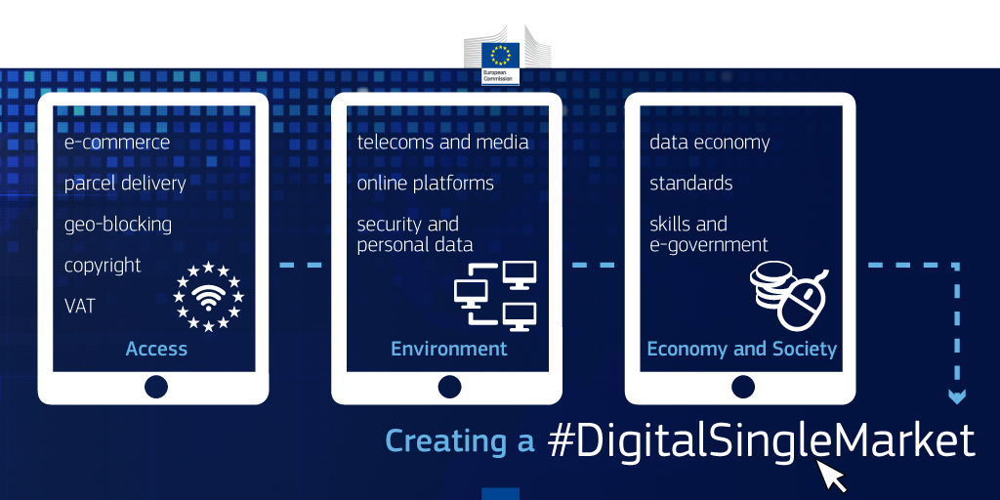 European
Commission
e-commerce
parcel delivery
geo-blocking
copyright
VAT
Access
telecoms and media
online platforms
security and
personal data
Environment
data economy
standards
skills and
e-government
Economy and Society
Creating a #DigitalSingleMarket